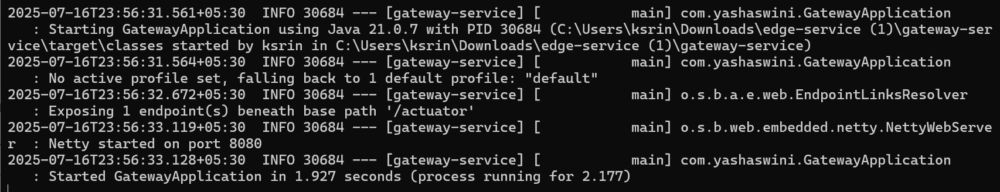 2025-07-16T23:56:31.561+05:30  INFO 30684 --- [gateway-service] [           main] com.yashaswini.GatewayApplication
   : Starting GatewayApplication using Java 21.0.7 with PID 30684 (C:\Users\ksrin\Downloads\edge-service (1)\gateway-ser
vice\target\classes started by ksrin in C:\Users\ksrin\Downloads\edge-service (1)\gateway-service)
2025-07-16T23:56:31.564+05:30  INFO 30684 --- [gateway-service] [           main] com.yashaswini.GatewayApplication
   : No active profile set, falling back to 1 default profile: "default"
2025-07-16T23:56:32.672+05:30  INFO 30684 --- [gateway-service] [           main] o.s.b.a.e.web.EndpointLinksResolver
   : Exposing 1 endpoint(s) beneath base path '/actuator'
2025-07-16T23:56:33.119+05:30  INFO 30684 --- [gateway-service] [           main] o.s.b.web.embedded.netty.NettyWebServe
r  : Netty started on port 8080
2025-07-16T23:56:33.128+05:30  INFO 30684 --- [gateway-service] [           main] com.yashaswini.GatewayApplication
   : Started GatewayApplication in 1.927 seconds (process running for 2.177)